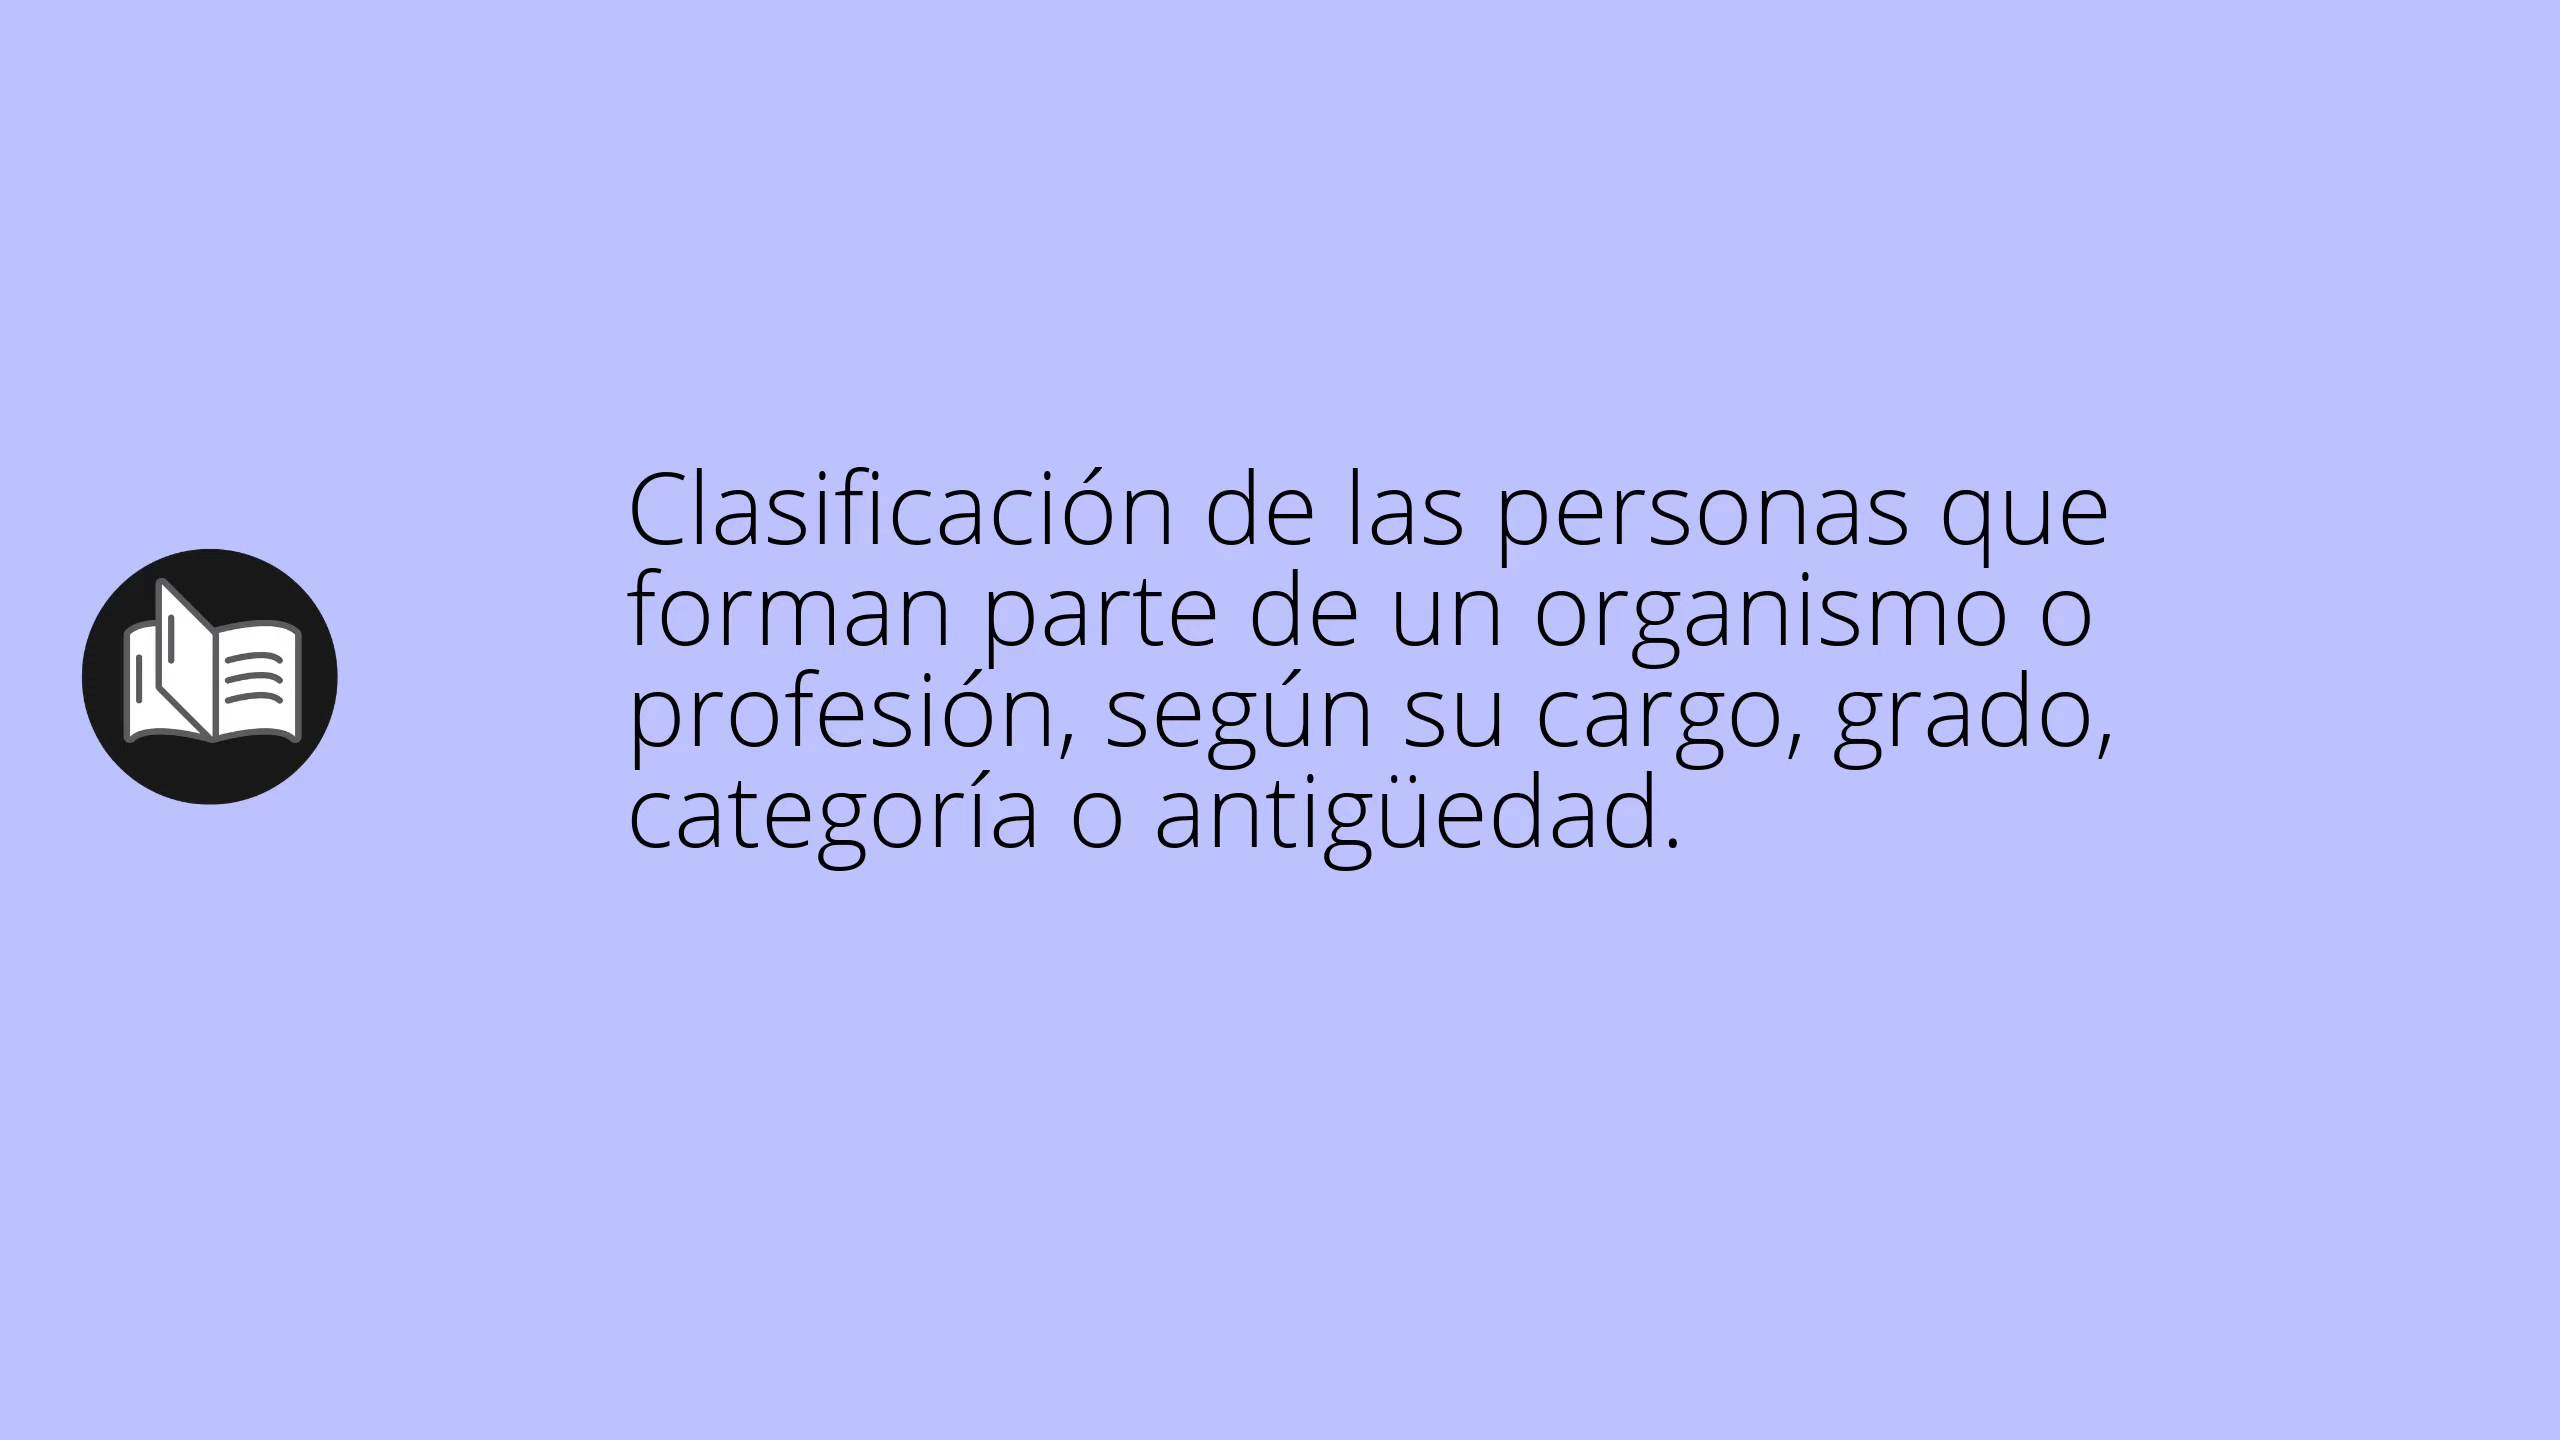 Clasificación de las personas que
forman parte de un organismo o
profesión, según su cargo, grado,
categoría o antigüedad.